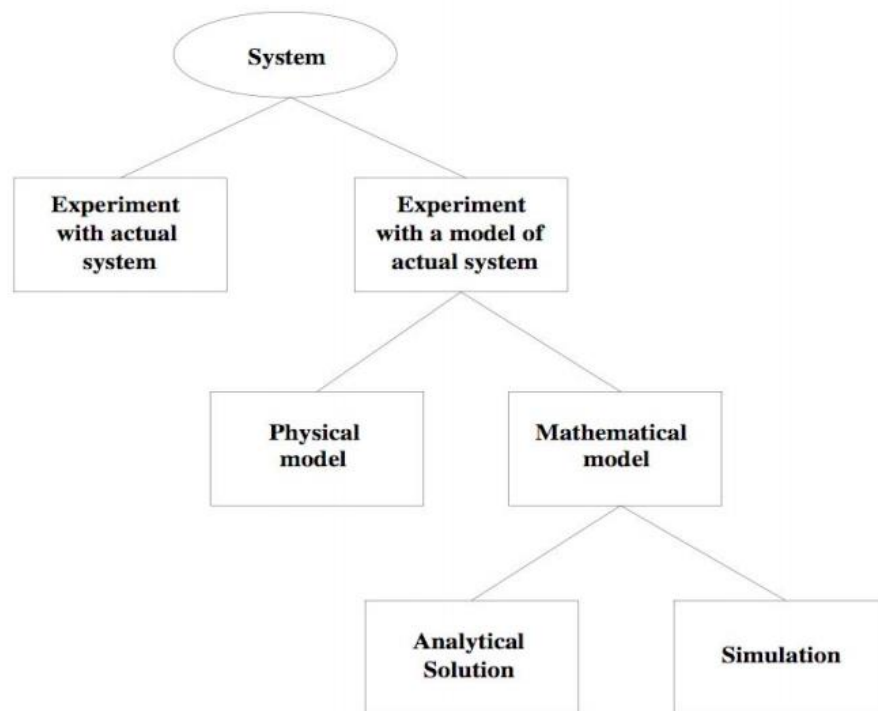 System
Experiment
with actual
system
Experiment
with a model of
actual system
Physical
model
Mathematical
model
Analytical
Solution
Simulation